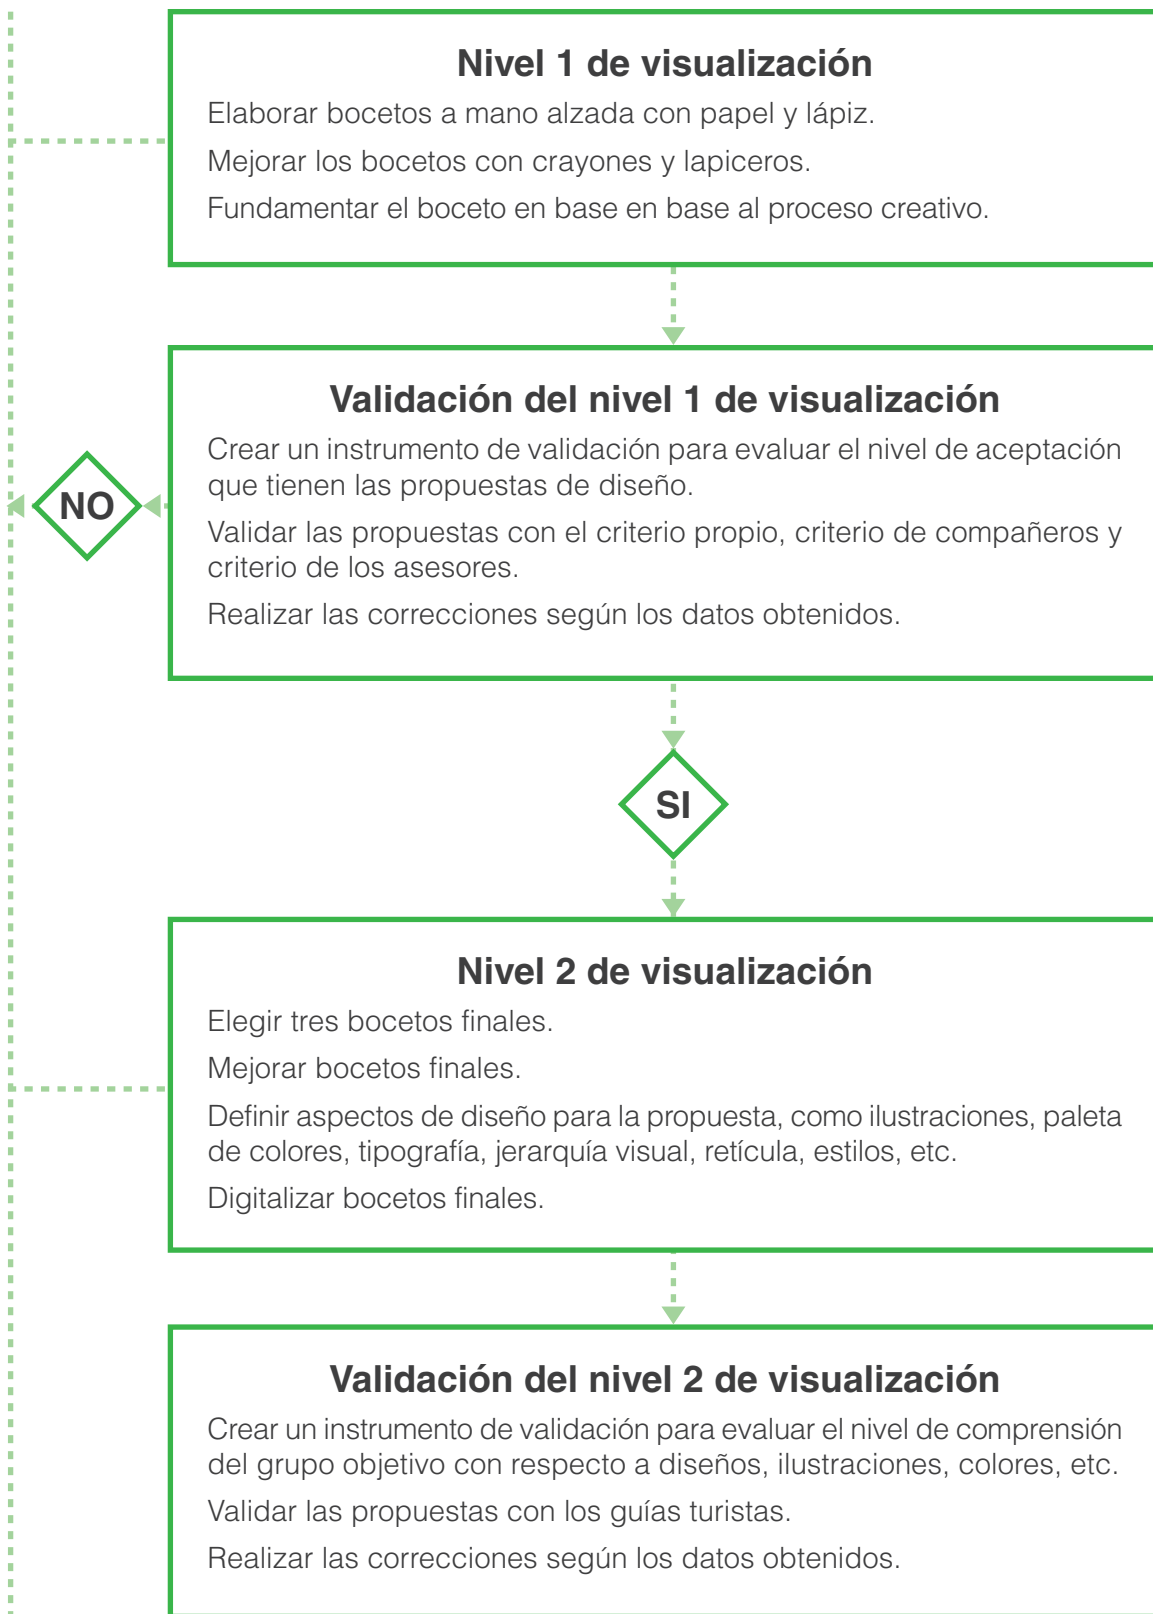 Nivel 1 de visualización
Elaborar bocetos a mano alzada con papel y lápiz.
Mejorar los bocetos con crayones y lapiceros.
Fundamentar el boceto en base en base al proceso creativo.
Validación del nivel 1 de visualización
Crear un instrumento de validación para evaluar el nivel de aceptación
que tienen las propuestas de diseño.
Validar las propuestas con el criterio propio, criterio de compañeros y
criterio de los asesores.
Realizar las correcciones según los datos obtenidos.
NO
SI
Nivel 2 de visualización
Elegir tres bocetos finales.
Mejorar bocetos finales.
Definir aspectos de diseño para la propuesta, como ilustraciones, paleta
de colores, tipografía, jerarquía visual, retícula, estilos, etc.
Digitalizar bocetos finales.
Validación del nivel 2 de visualización
Crear un instrumento de validación para evaluar el nivel de comprensión
del grupo objetivo con respecto a diseños, ilustraciones, colores, etc.
Validar las propuestas con los guías turistas.
Realizar las correcciones según los datos obtenidos.